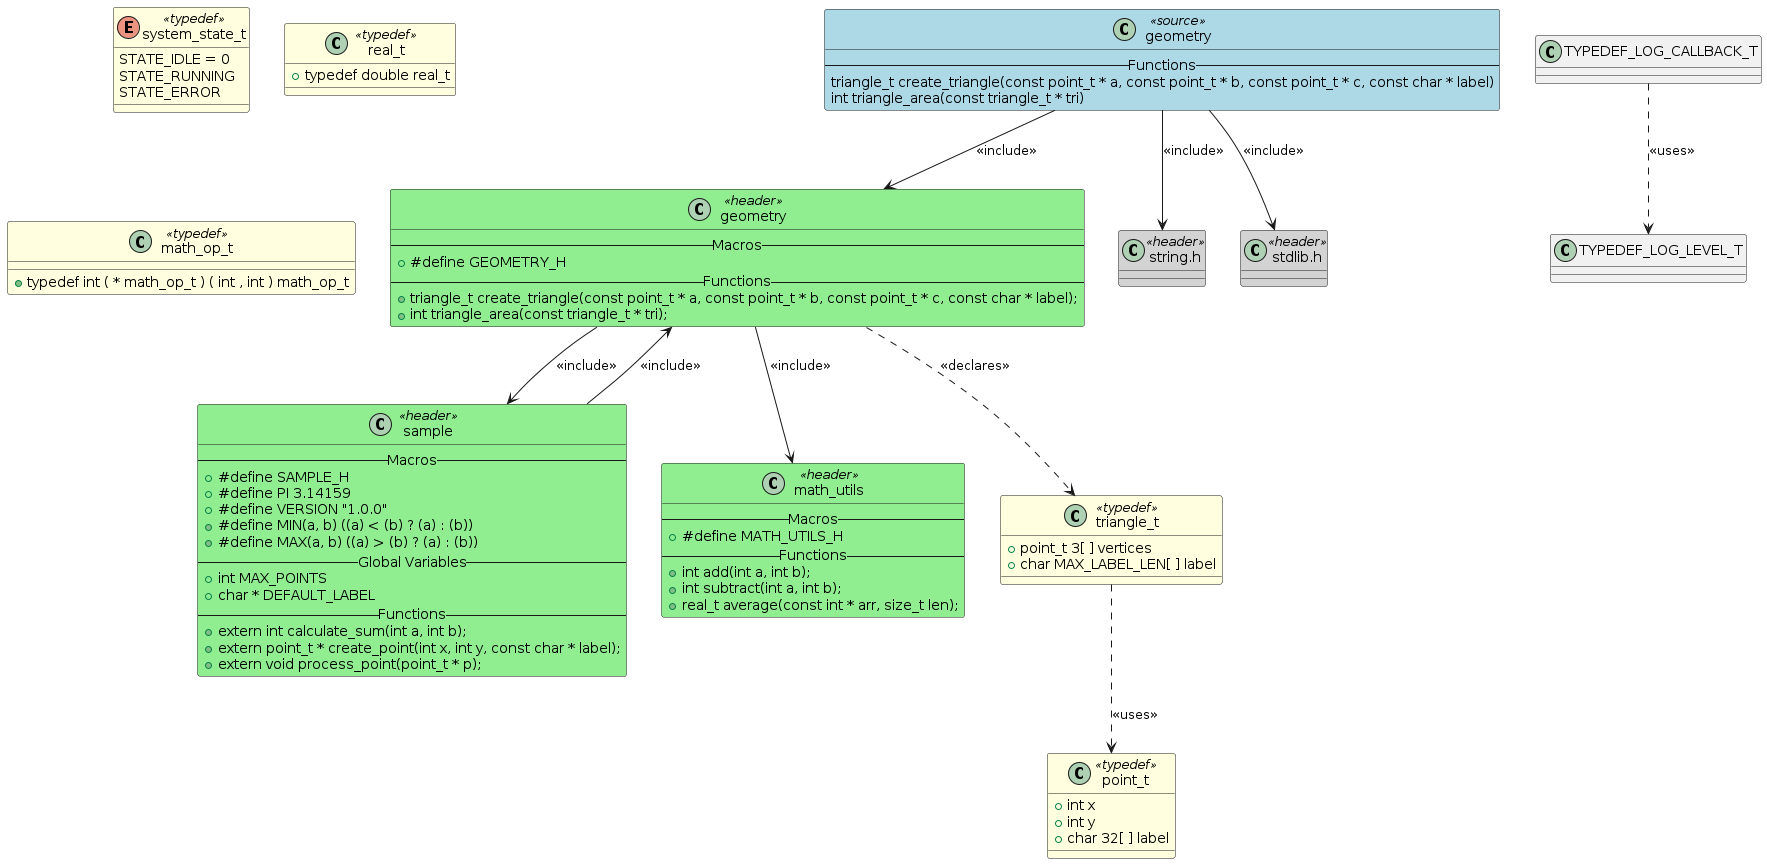 E
«typedef»
system_state_t
STATE_IDLE = 0
STATE_RUNNING
STATE_ERROR
C
«typedef»
real_t
typedef double real_t
C
«source»
geometry
Functions
triangle_t create_triangle(const point_t * a, const point_t * b, const point_t * c, const char * label)
int triangle_area(const triangle_t * tri)
C
TYPEDEF_LOG_CALLBACK_T
«include»
«include»
«include»
«uses»
C
«typedef»
math_op_t
typedef int ( * math_op_t ) ( int , int ) math_op_t
C
«header»
geometry
Macros
#define GEOMETRY_H
Functions
triangle_t create_triangle(const point_t * a, const point_t * b, const point_t * c, const char * label);
int triangle_area(const triangle_t * tri);
C
«header»
string.h
C
«header»
stdlib.h
C
TYPEDEF_LOG_LEVEL_T
«include»
«include»
«include»
«declares»
C
«header»
sample
Macros
#define SAMPLE_H
#define PI 3.14159
#define VERSION "1.0.0"
#define MIN(a, b) ((a) < (b) ? (a) : (b))
#define MAX(a, b) ((a) > (b) ? (a) : (b))
Global Variables
int MAX_POINTS
char * DEFAULT_LABEL
Functions
extern int calculate_sum(int a, int b);
extern point_t * create_point(int x, int y, const char * label);
extern void process_point(point_t * p);
C
«header»
math_utils
Macros
#define MATH_UTILS_H
Functions
int add(int a, int b);
int subtract(int a, int b);
real_t average(const int * arr, size_t len);
C
«typedef»
triangle_t
point_t 3[ ] vertices
char MAX_LABEL_LEN[ ] label
«uses»
C
«typedef»
point_t
int x
int y
char 32[ ] label